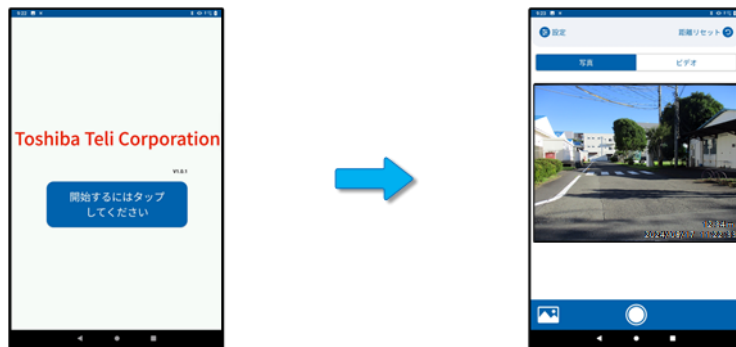 Toshiba Teli Corporation
V1.0.1
開始するにはタップ
してください
設定
距離リセット
写真
ビデオ